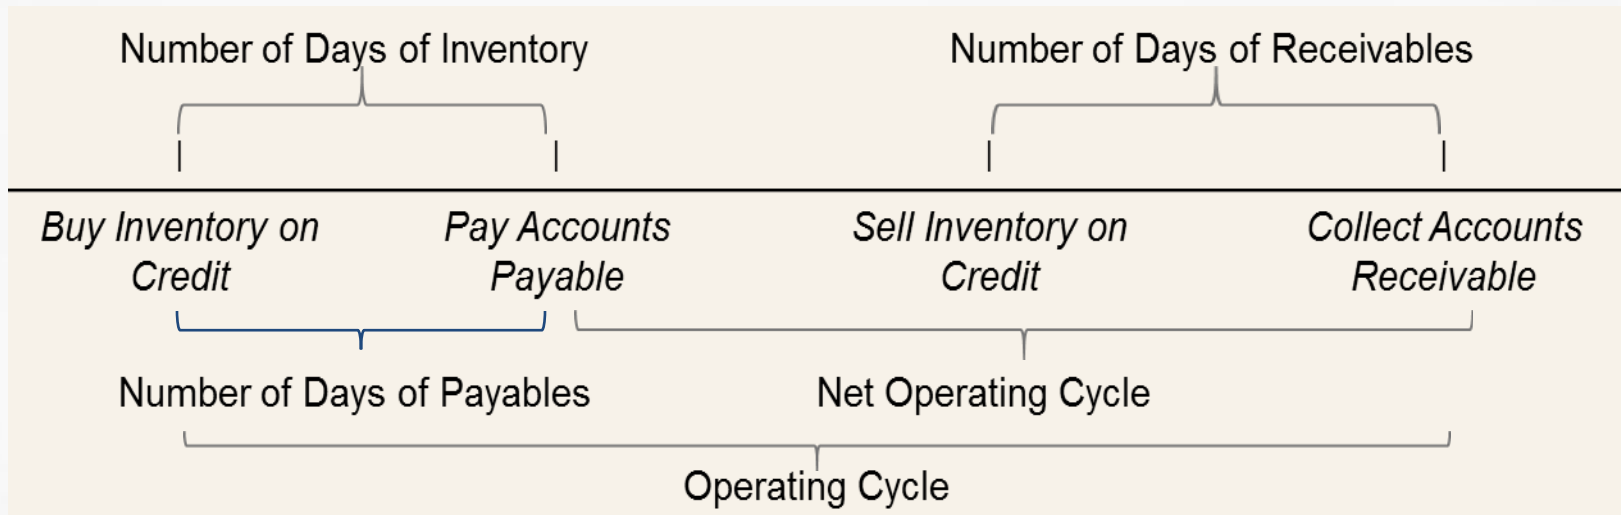 Number of Days of Inventory
Number of Days of Receivables
Buy Inventory on
Credit
Pay Accounts
Payable
Sell Inventory on
Credit
Collect Accounts
Receivable
Number of Days of Payables
Net Operating Cycle
Operating Cycle